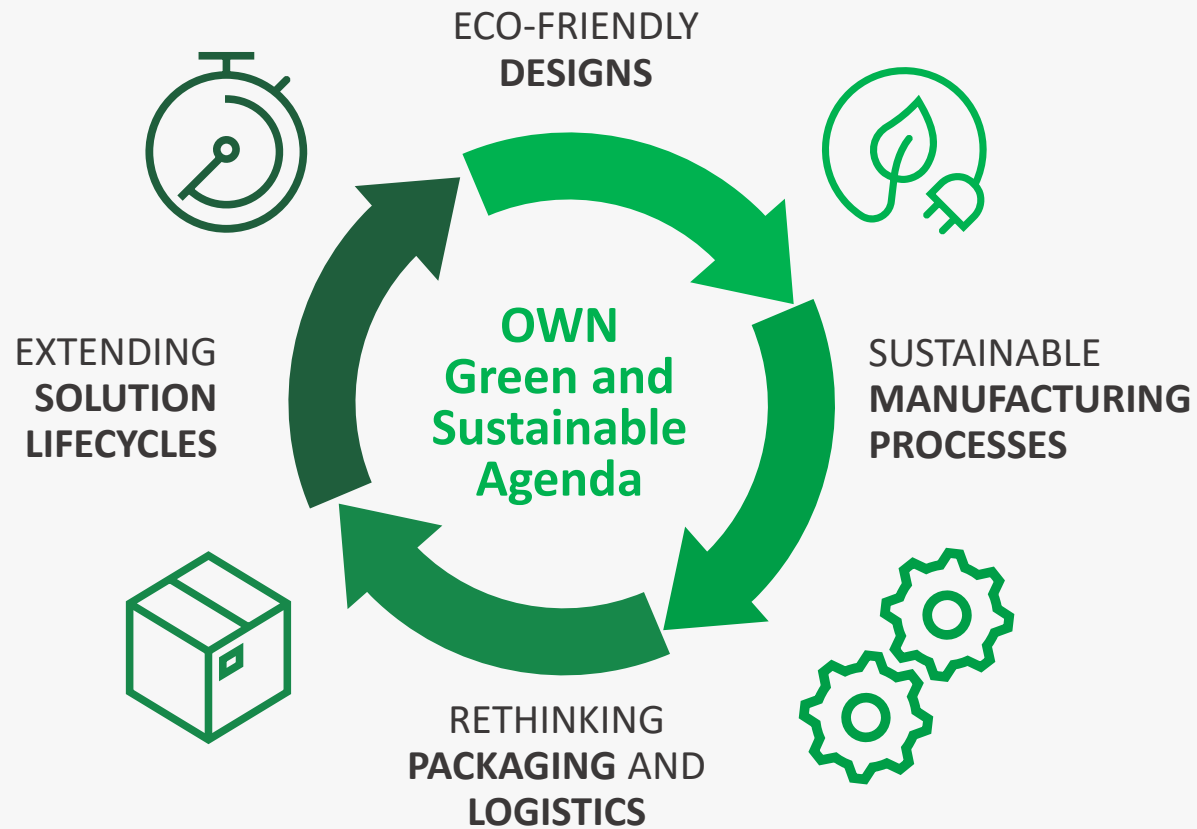 ECO-FRIENDLY
DESIGNS
OWN
Green and
Sustainable
Agenda
SUSTAINABLE
MANUFACTURING
PROCESSES
RETHINKING
PACKAGING AND
LOGISTICS
EXTENDING
SOLUTION
LIFECYCLES